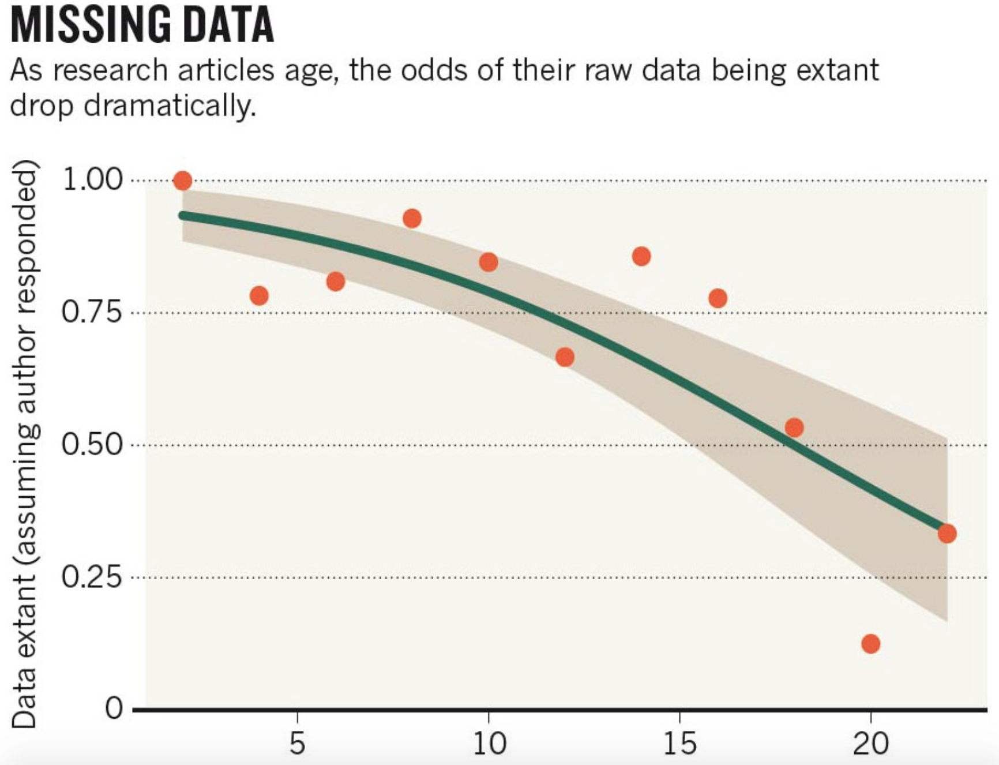 MISSING DATA
As research articles age, the odds of their raw data being extant
drop dramatically.
Data extant (assuming author responded)
1.00
0.75
0.50
0.25
0
5
10
15
20